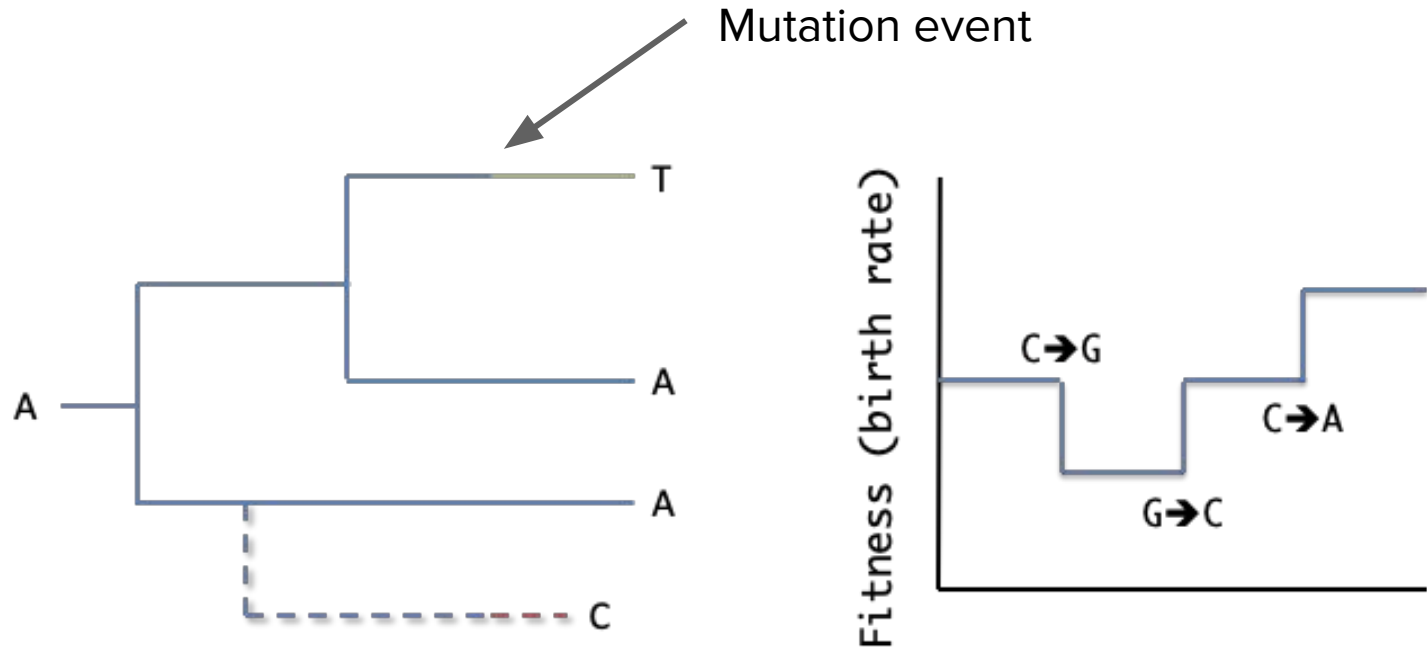 Mutation event
T
A
A
A
C
Fitness (birth rate)
C➔G
C➔A
G➔C